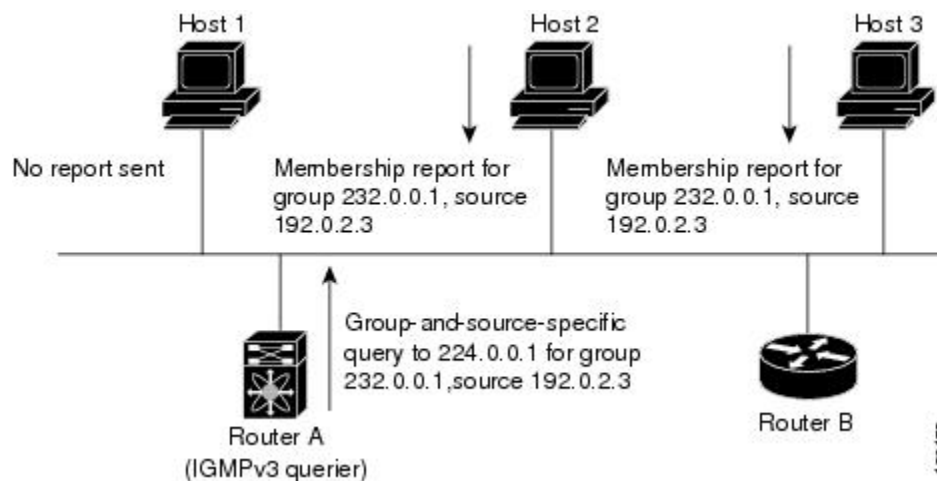 Host 1
Host 2
Host 3
No report sent
Membership report for
group 232.0.0.1, source
192.0.2.3
Membership report for
group 232.0.0.1, source
192.0.2.3
Group-and-source-specific
query to 224.0.0.1 for group
232.0.0.1,source 192.0.2.3
Router A
(IGMPv3 querier)
Router B